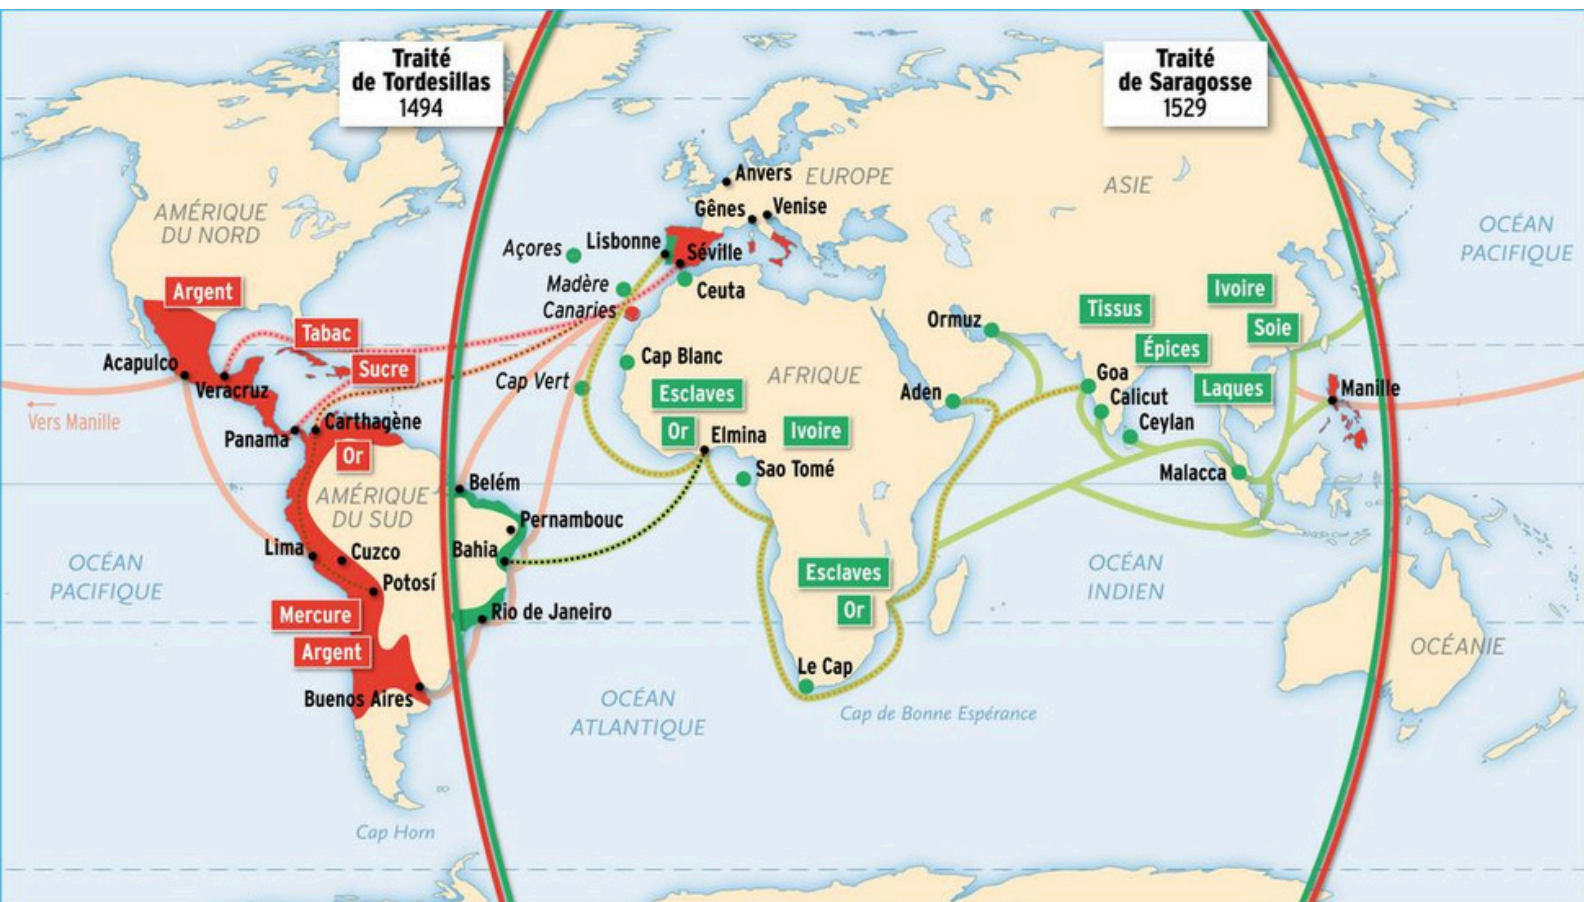 Traité
de Tordesillas
1494
Traité
de Saragosse
1529
AMÉRIQUE
DU NORD
EUROPE
ASIE
OCÉAN
PACIFIQUE
Anvers
Gênes
Venise
Açores
Lisbonne
Séville
Madère
Ceuta
Canaries
Argent
Tabac
Sucre
Acapulco
Veracruz
Vers Manille
Panama
Carthagène
Or
Cap Blanc
Cap Vert
Esclaves
Or
AFRIQUE
Elmina
Ivoire
Sao Tomé
Ormuz
Aden
Tissus
Ivoire
Soie
Épices
Laques
Goa
Calicut
Ceylan
Malacca
Manille
AMÉRIQUE
DU SUD
Belém
Pernambouc
Bahia
Lima
Cuzco
Potosí
Rio de Janeiro
Mercure
Argent
Buenos Aires
OCÉAN
PACIFIQUE
OCÉAN
ATLANTIQUE
Esclaves
Or
Le Cap
Cap de Bonne Espérance
OCÉAN
INDIEN
OCÉANIE
Cap Horn